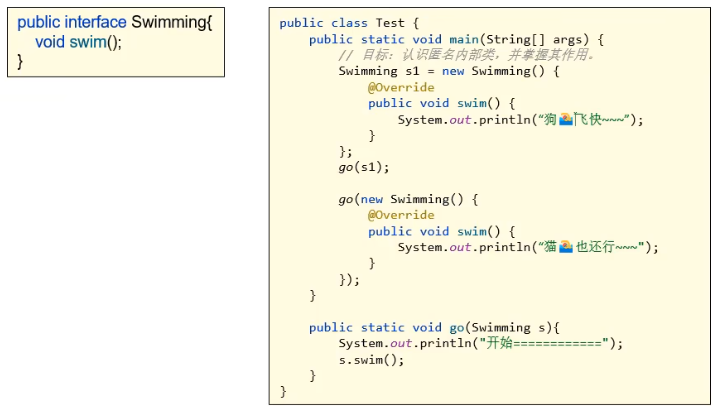 public interface Swimming{
    void swim();
}
public class Test {
    public static void main(String[] args) {
        // 目标：认识匿名内部类，并掌握其作用。
        Swimming s1 = new Swimming() {
            @Override
            public void swim() {
                System.out.println("狗🏊飞快~~~");
            }
        };
        go(s1);

        go(new Swimming() {
            @Override
            public void swim() {
                System.out.println("猫🏊也还行~~~");
            }
        });
    }

    public static void go(Swimming s){
        System.out.println("开始============");
        s.swim();
    }
}